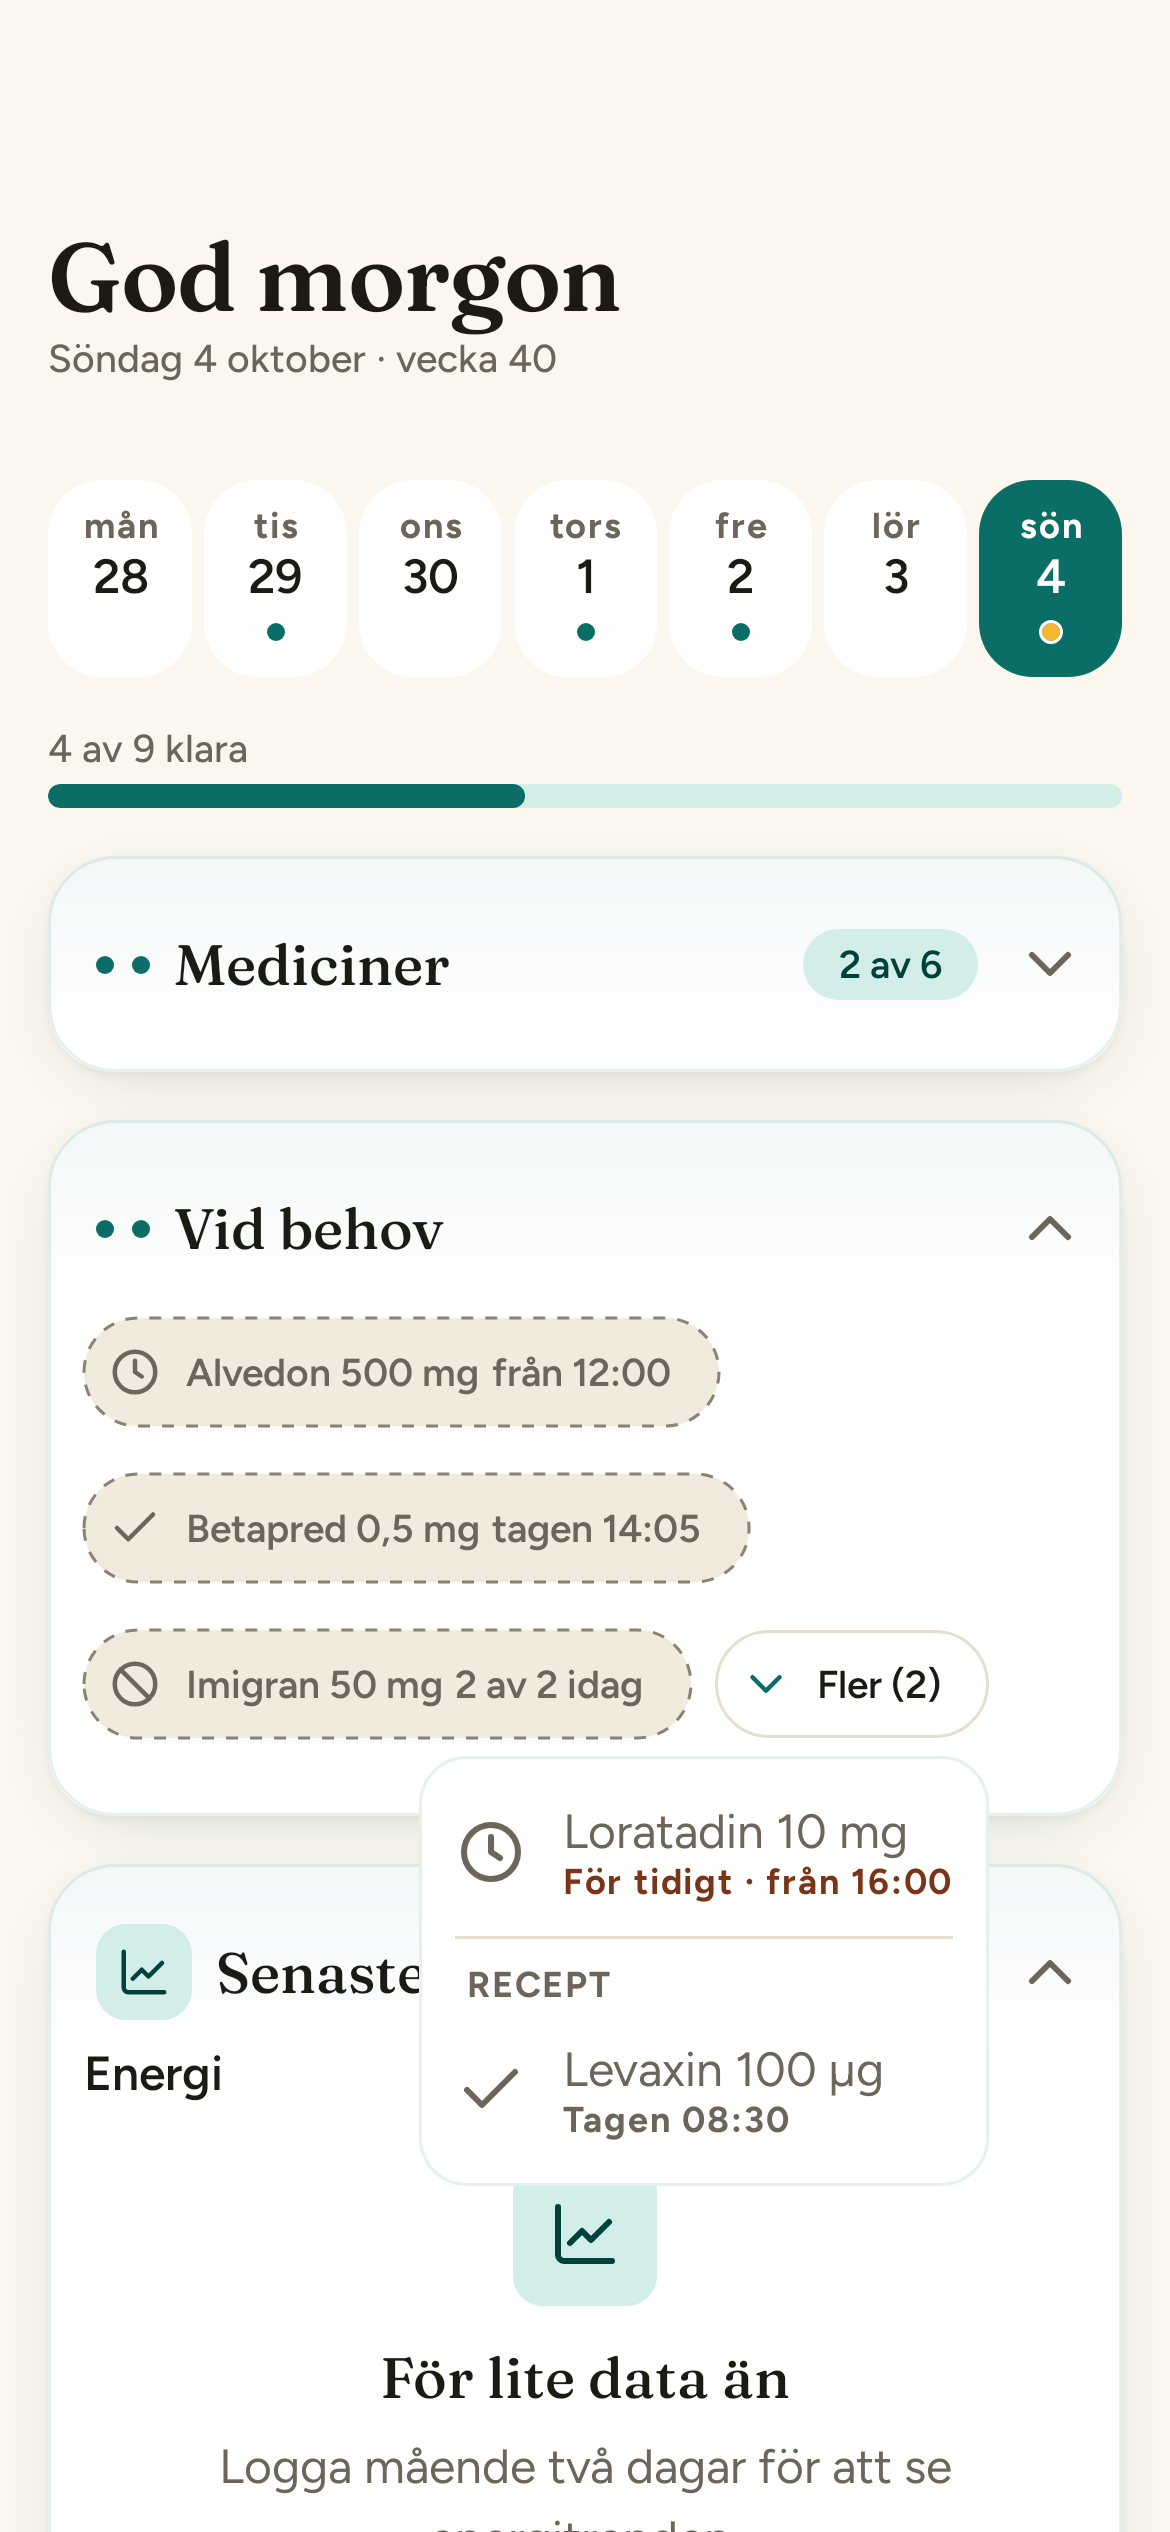 God morgon
Söndag 4 oktober · vecka 40
mån tis ons tors fre lör sön
28 29 30 1 2 3 4
4 av 9 klara
Mediciner 2 av 6
Vid behov
Alvedon 500 mg från 12:00
Betapred 0,5 mg tagen 14:05
Imigran 50 mg 2 av 2 idag Fler (2)
Loratadin 10 mg
För tidigt · från 16:00
Senaste
RECEPT
Energi
Levaxin 100 µg
Tagen 08:30
För lite data än
Logga mående två dagar för att se